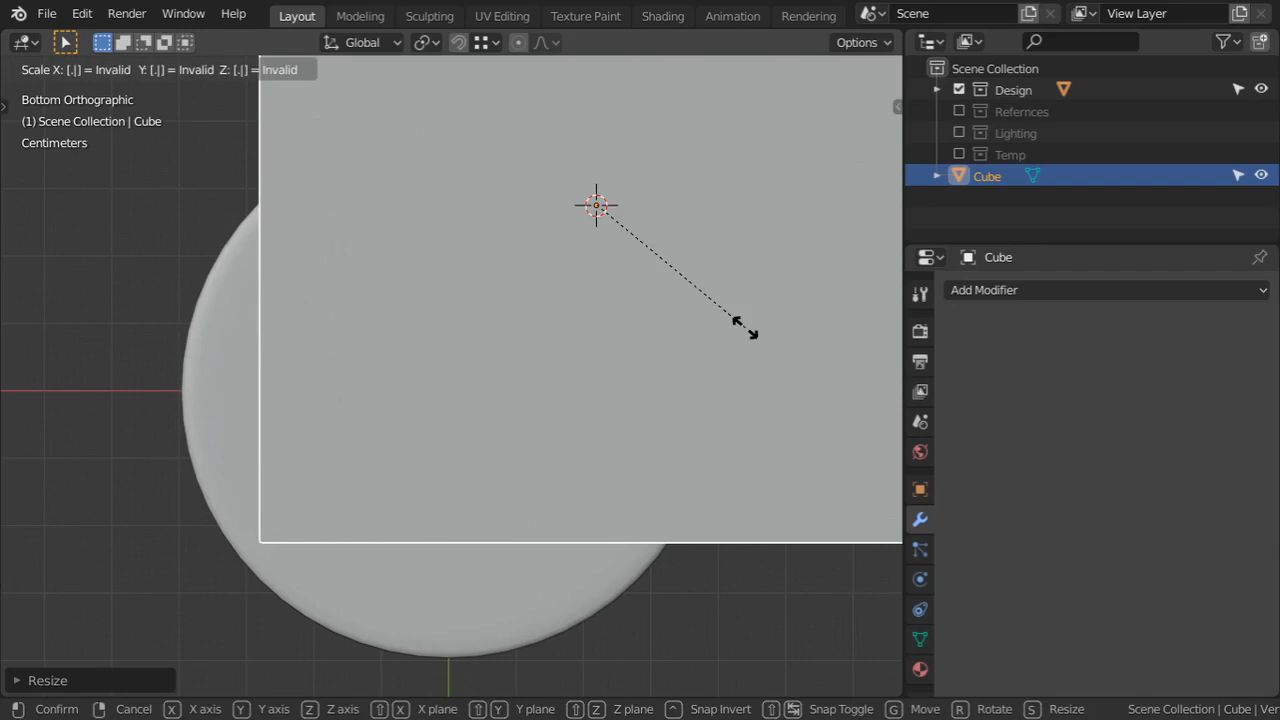 File Edit Render Window Help Layout Modeling Sculpting UV Editing Texture Paint Shading Animation Rendering Scene View Layer
Global Options
Scale X: [.|] = Invalid Y: [.|] = Invalid Z: [.|] = Invalid
Bottom Orthographic
(1) Scene Collection | Cube
Centimeters
Scene Collection
Design
Refernces
Lighting
Temp
Cube
Cube
Add Modifier
Resize
Confirm Cancel X X axis Y Y axis Z Z axis X X plane Y Y plane Z Z plane Snap Invert Snap Toggle G Move R Rotate S Resize Scene Collection | Cube | Ver